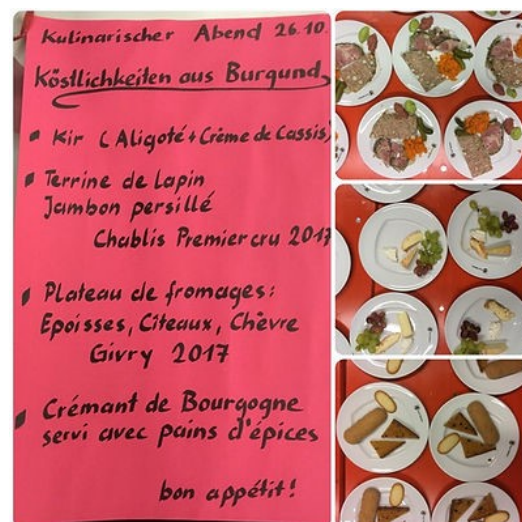 Kulinarischer Abend 26.10.
Köstlichkeiten aus Burgund
▪ Kir (Aligoté + Crème de Cassis)
▪ Terrine de Lapin
Jambon persillé
Chablis Premier cru 2017
▪ Plateau de fromages:
Epoisses, Cîteaux, Chèvre
Givry 2017
▪ Crémant de Bourgogne
servi avec pains d'épices
bon appétit!